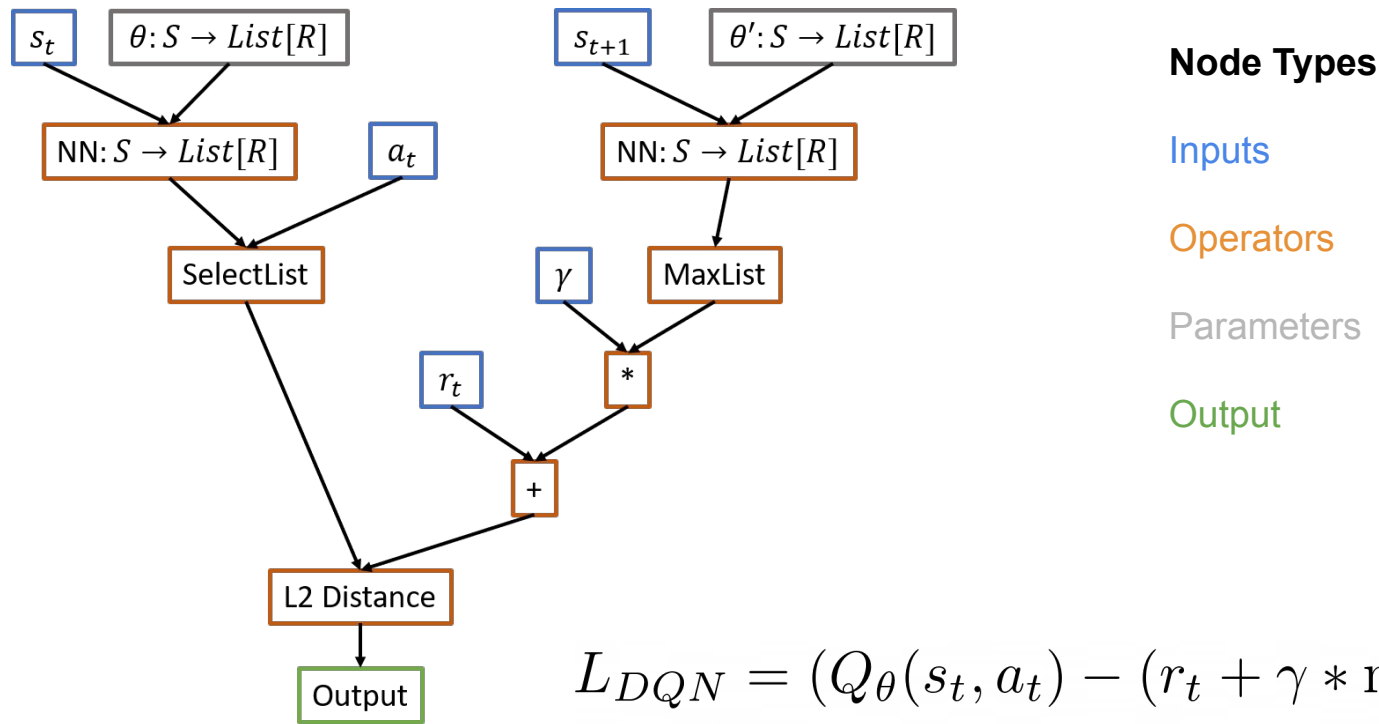 s_t
θ: S → List[R]
s_{t+1}
θ′: S → List[R]
NN: S → List[R]
a_t
NN: S → List[R]
SelectList
γ
MaxList
r_t
*
+
L2 Distance
Output
L_{DQN} = (Q_θ(s_t, a_t) − (r_t + γ ∗
Node Types
Inputs
Operators
Parameters
Output